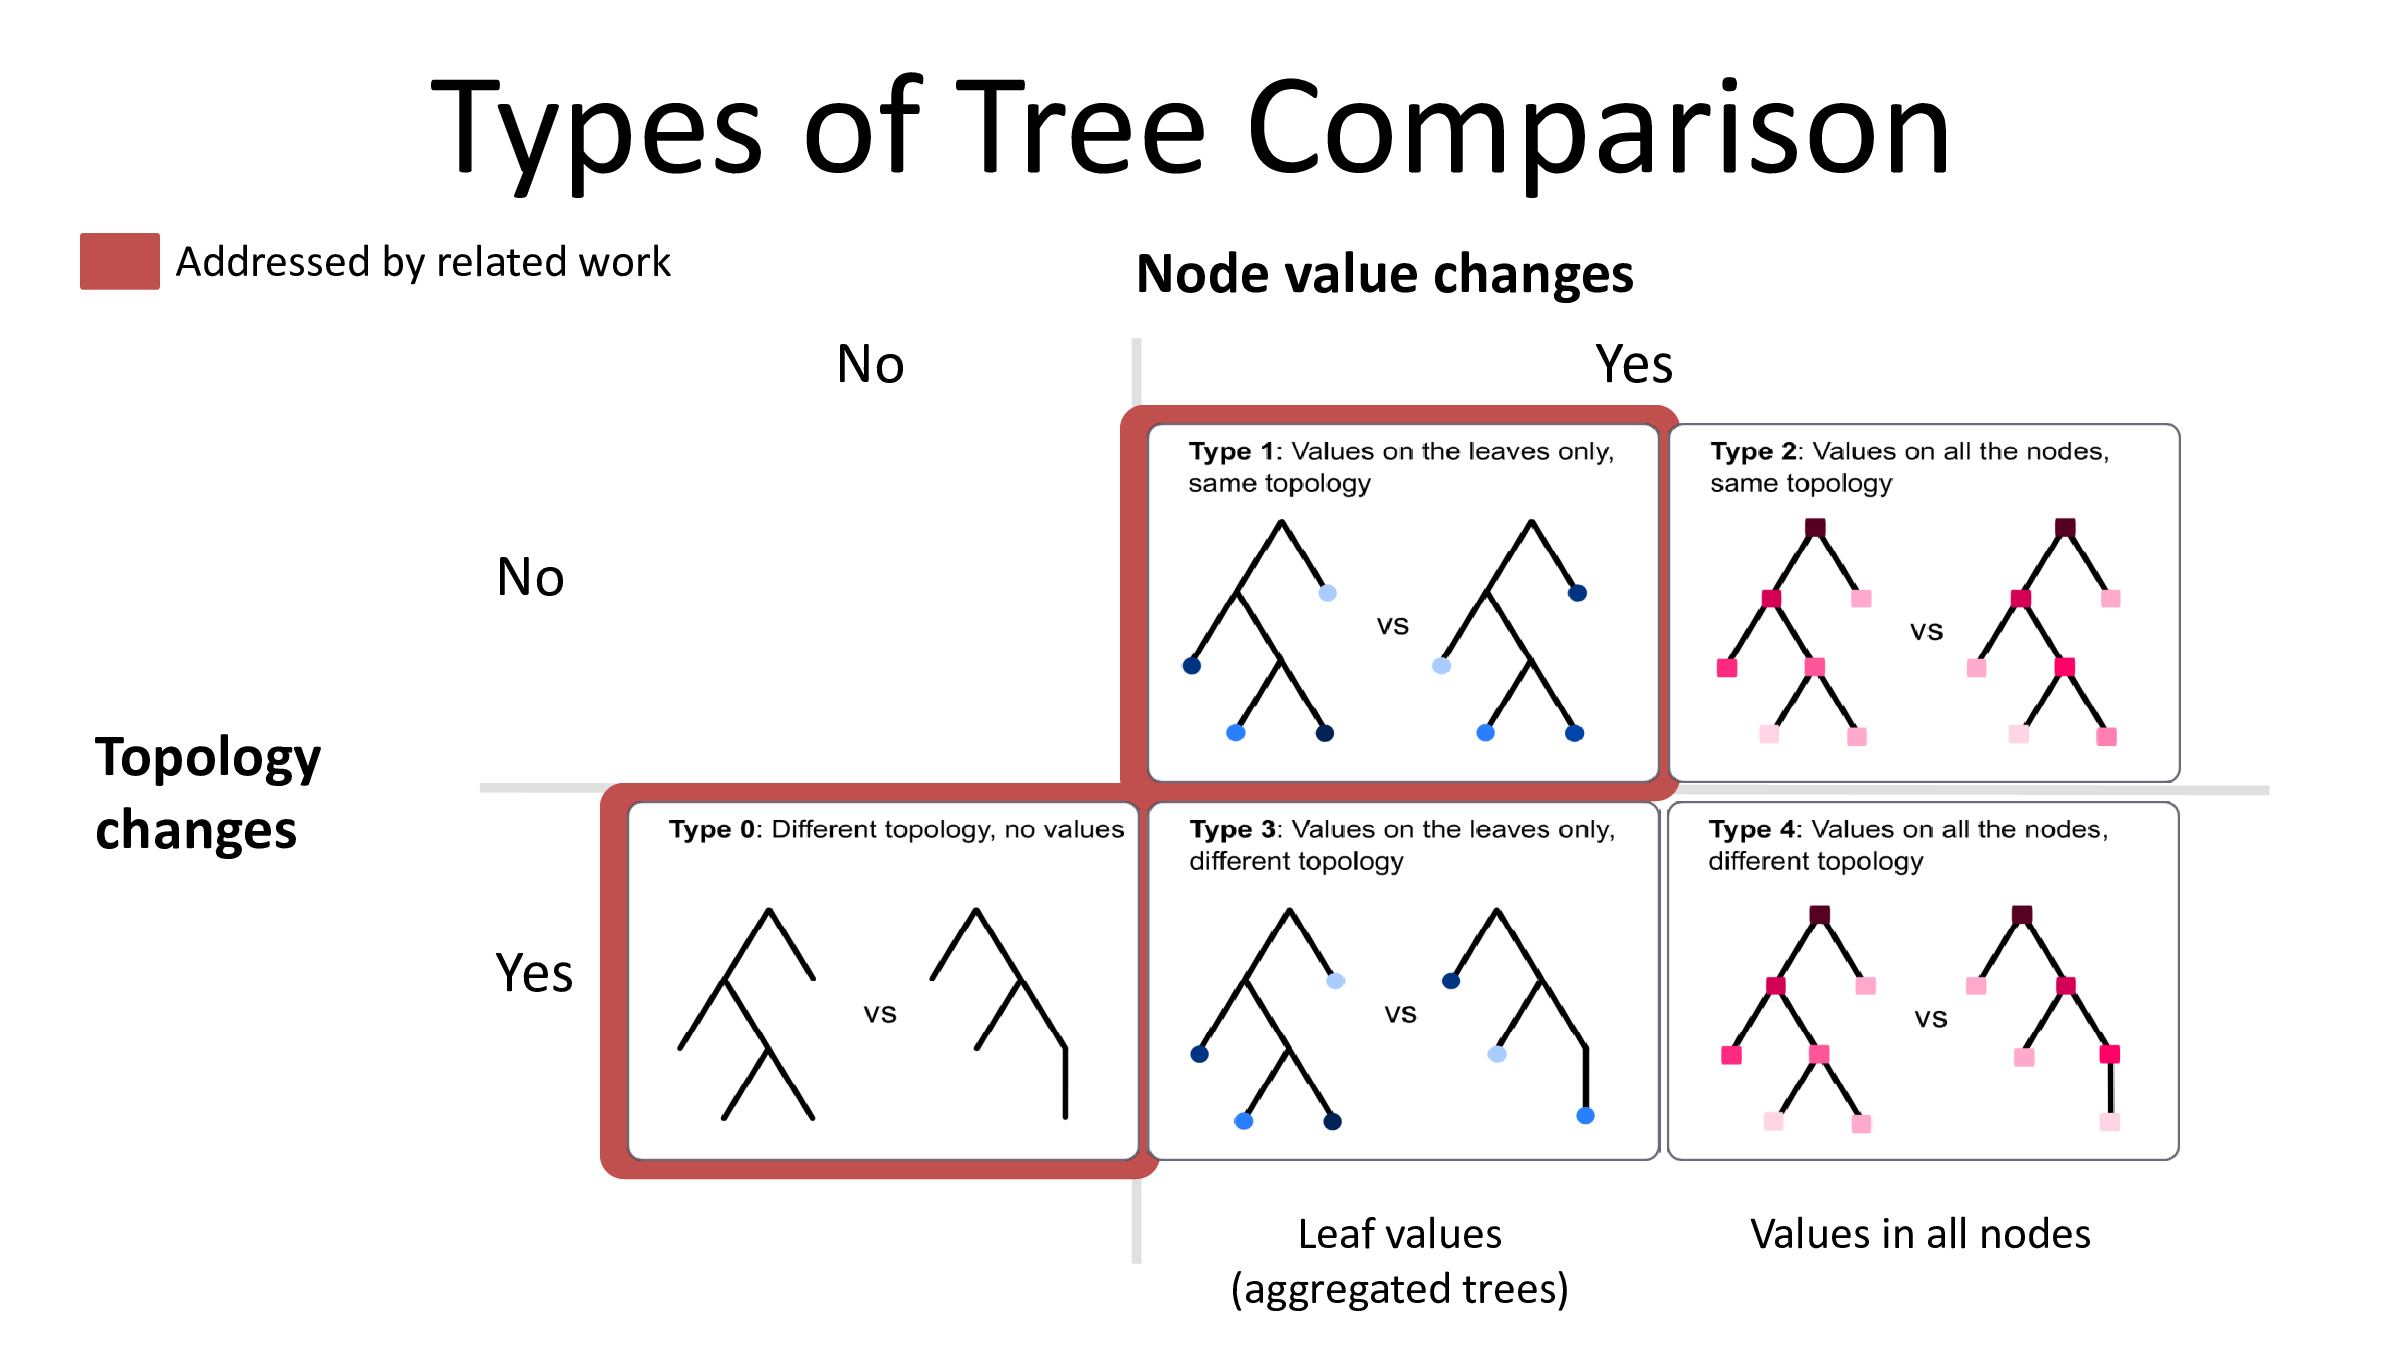 Types of Tree Comparison
Addressed by related work
Node value changes
No
Yes
Type 1: Values on the leaves only,
same topology
vs
Type 2: Values on all the nodes,
same topology
vs
No
Topology
changes
Yes
Type 0: Different topology, no values
vs
Type 3: Values on the leaves only,
different topology
vs
Type 4: Values on all the nodes,
different topology
vs
Leaf values
(aggregated trees)
Values in all nodes